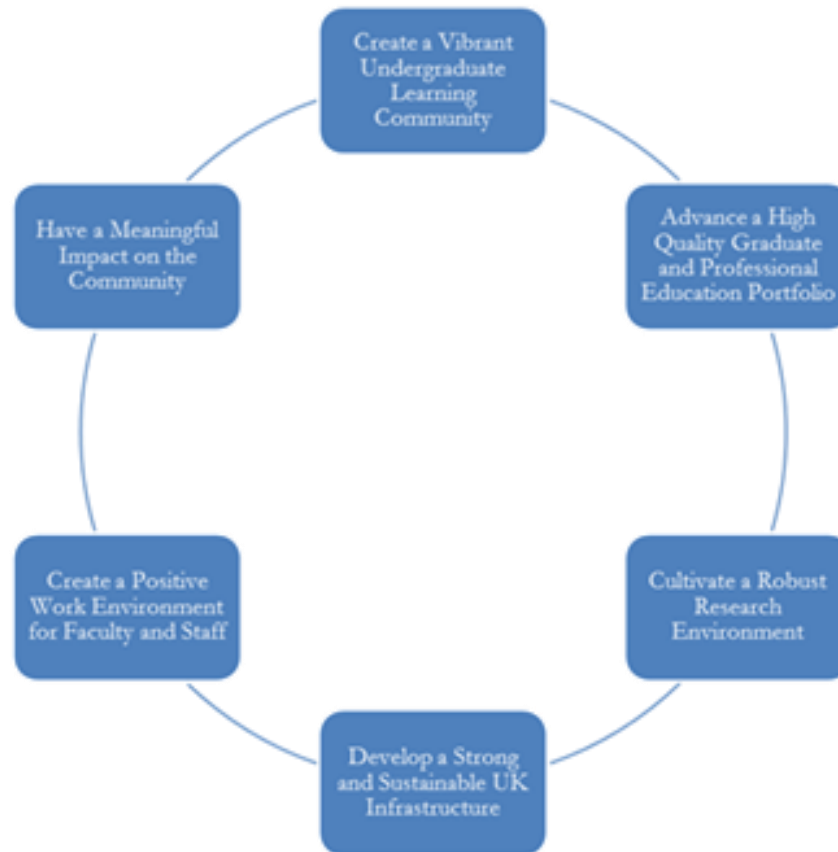 Create a Vibrant
Undergraduate
Learning
Community
Advance a High
Quality Graduate
and Professional
Education Portfolio
Cultivate a Robust
Research
Environment
Develop a Strong
and Sustainable UK
Infrastructure
Create a Positive
Work Environment
for Faculty and Staff
Have a Meaningful
Impact on the
Community